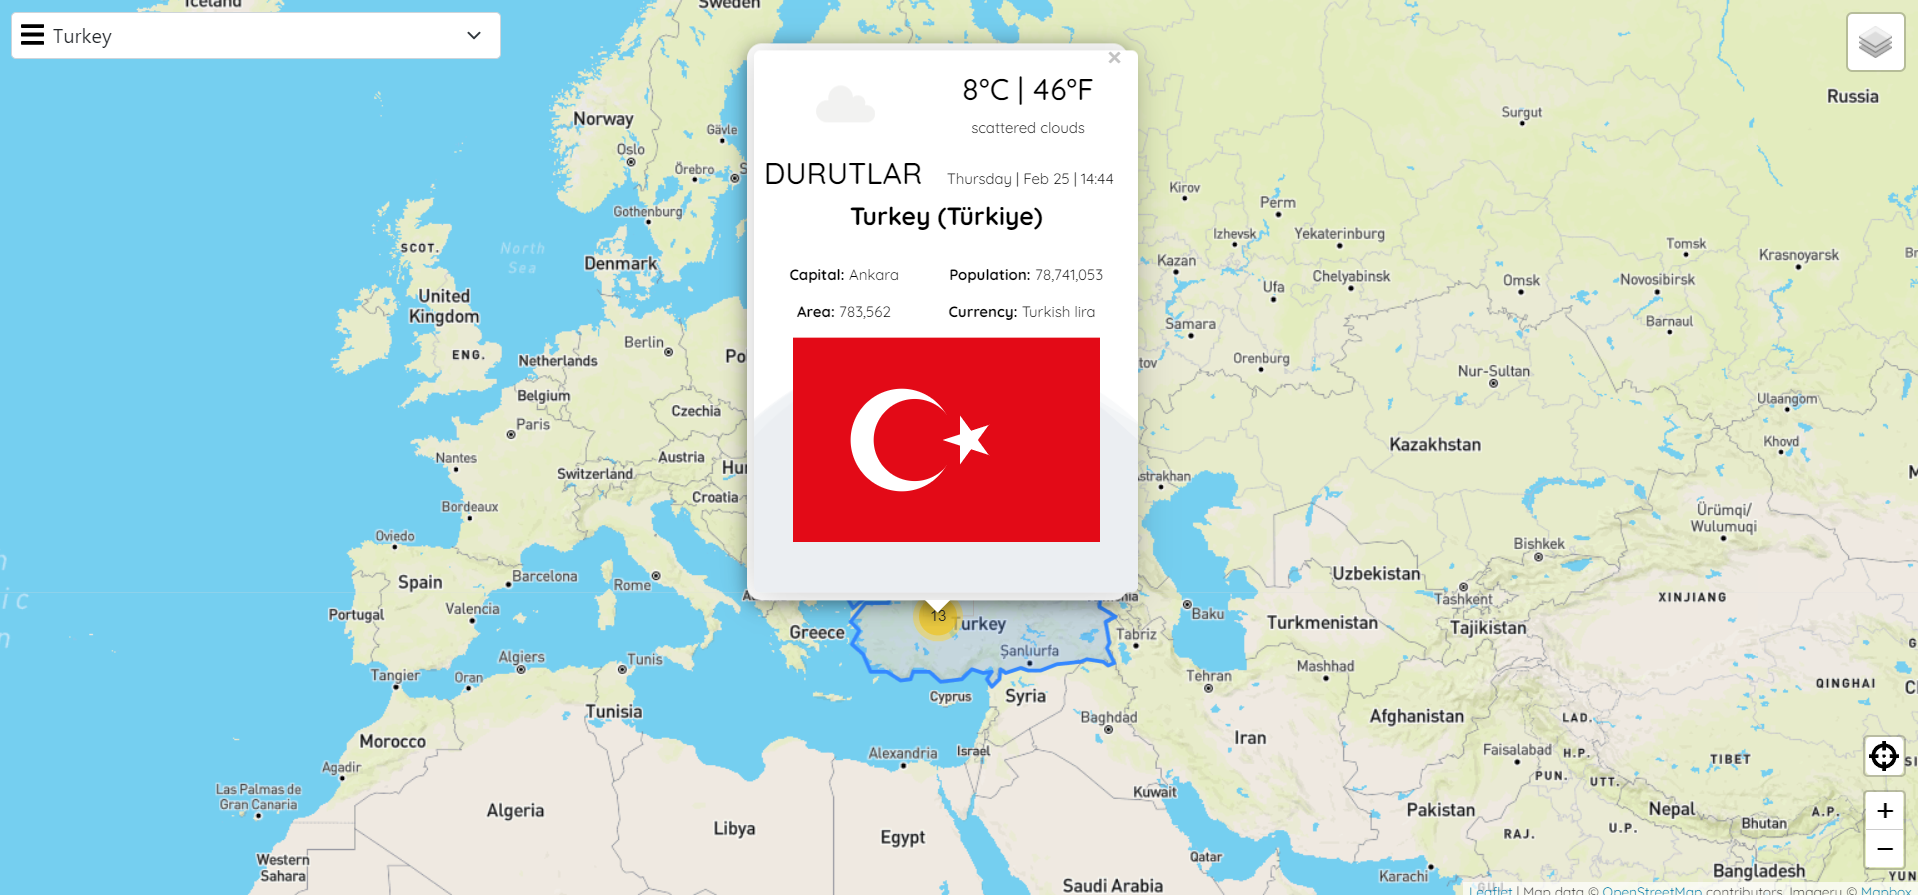 Turkey
×
8°C | 46°F
scattered clouds
DURUTLAR
Thursday | Feb 25 | 14:44
Turkey (Türkiye)
Capital: Ankara
Population: 78,741,053
Area: 783,562
Currency: Turkish lira
13
Iceland
Sweden
Norway
Gävle
Oslo
Örebro
Gothenburg
SCOT.
North
Sea
Denmark
United
Kingdom
ENG.
Netherlands
Berlin
Belgium
Paris
Czechia
Nantes
Austria
Switzerland
Croatia
Bordeaux
Oviedo
Barcelona
Rome
Spain
Portugal
Valencia
Greece
Turkey
Şanlıurfa
Tabriz
Algiers
Tunis
Tangier
Oran
Cyprus
Syria
Tunisia
Baghdad
Morocco
Alexandria
Israel
Agadir
Las Palmas de
Gran Canaria
Algeria
Libya
Egypt
Western
Sahara
Saudi Arabia
Kuwait
Qatar
Iran
Tehran
Baku
Russia
Surgut
Kirov
Perm
Izhevsk
Yekaterinburg
Kazan
Chelyabinsk
Ufa
Omsk
Tomsk
Krasnoyarsk
Novosibirsk
Barnaul
Samara
Orenburg
Nur-Sultan
Ulaangom
Khovd
Kazakhstan
Ürümqi/
Wulumuqi
Bishkek
Uzbekistan
Tashkent
XINJIANG
Turkmenistan
Tajikistan
Mashhad
QINGHAI
Afghanistan
LAD.
Faisalabad
H.P.
TIBET
PUN.
UTT.
Pakistan
Nepal
A.P.
Bhutan
RAJ.
U.P.
Karachi
Bangladesh
YUN
+
−
Leaflet | Map data © OpenStreetMap contributors, Imagery © Mapbox